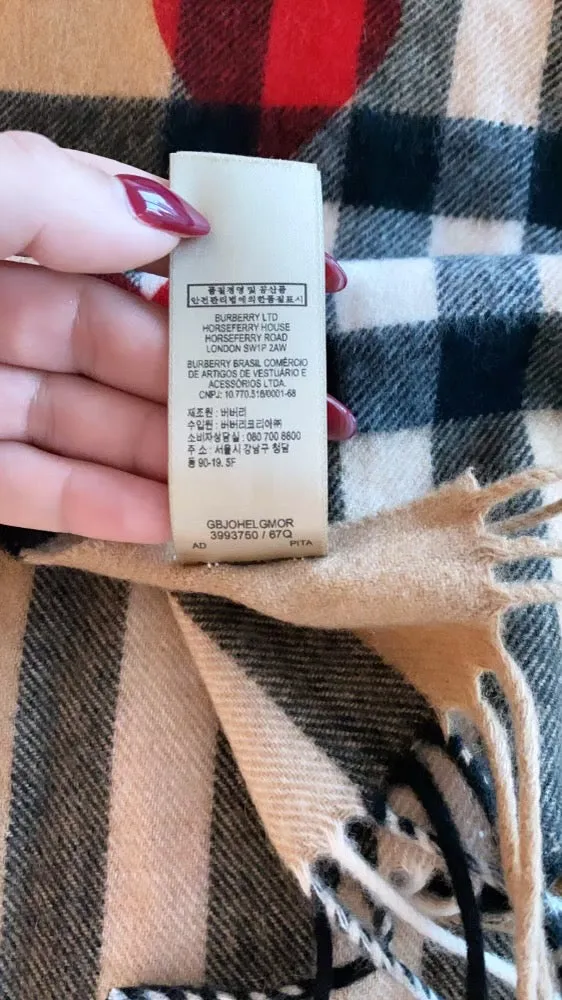 품질경영 및 공산품
안전관리법에의한품질표시
BURBERRY LTD
HORSEFERRY HOUSE
HORSEFERRY ROAD
LONDON SW1P 2AW
BURBERRY BRASIL COMÉRCIO
DE ARTIGOS DE VESTUÁRIO E
ACESSÓRIOS LTDA.
CNPJ: 10.770.518/0001-68
제조원 : 버버리
수입원 : 버버리코리아㈜
소비자상담실 : 080 700 8800
주 소 : 서울시 강남구 청담
동 90-19. 5F
GBJOHELGMOR
3993750 / 67Q
AD PITA